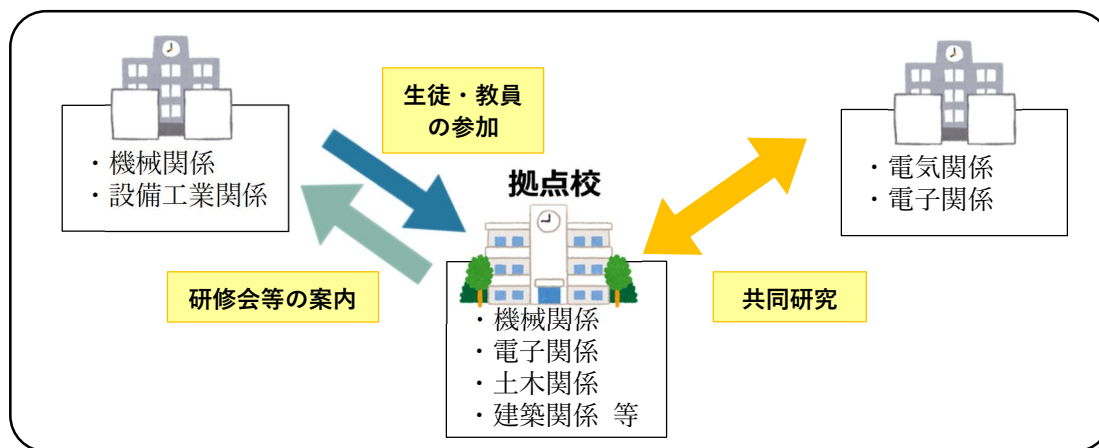 ・機械関係
・設備工業関係
生徒・教員
の参加
拠点校
・機械関係
・電子関係
・土木関係
・建築関係 等
研修会等の案内
共同研究
・電気関係
・電子関係